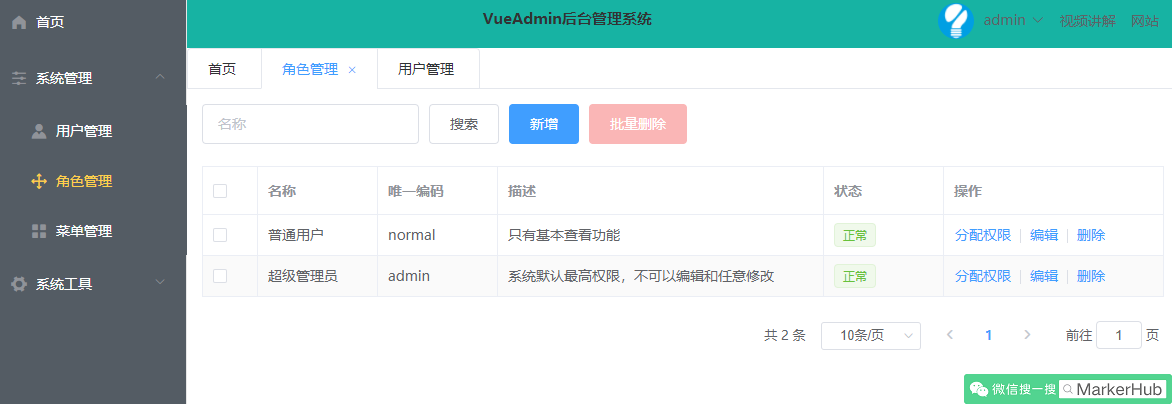 首页
系统管理
用户管理
角色管理
菜单管理
系统工具
VueAdmin后台管理系统
admin 视频讲解 网站
首页 角色管理 × 用户管理
名称 搜索 新增 批量删除
名称 唯一编码 描述 状态 操作
普通用户 normal 只有基本查看功能 正常 分配权限 编辑 删除
超级管理员 admin 系统默认最高权限，不可以编辑和任意修改 正常 分配权限 编辑 删除
共 2 条 10条/页 1 前往 1 页
微信搜一搜 MarkerHub